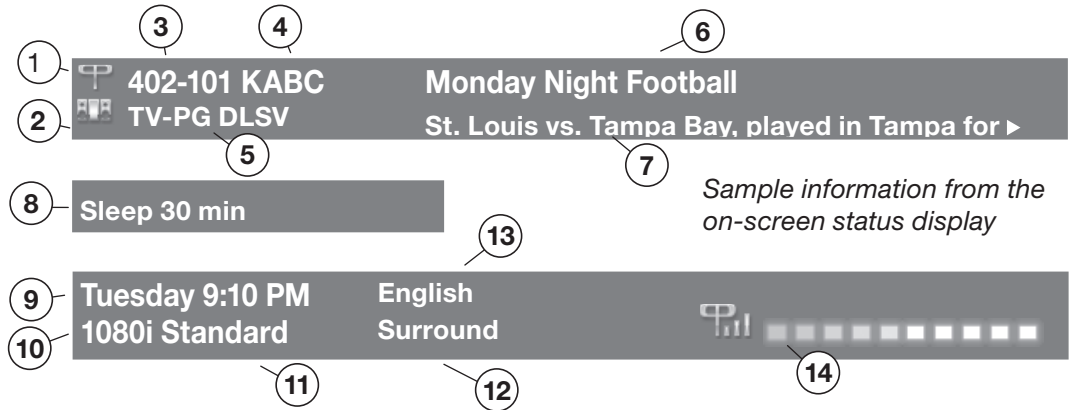 3 4 6
1 402-101 KABC Monday Night Football
2 TV-PG DLSV St. Louis vs. Tampa Bay, played in Tampa for ▶
5 7
8 Sleep 30 min
Sample information from the
on-screen status display
13
9 Tuesday 9:10 PM English
10 1080i Standard Surround
11 12 14